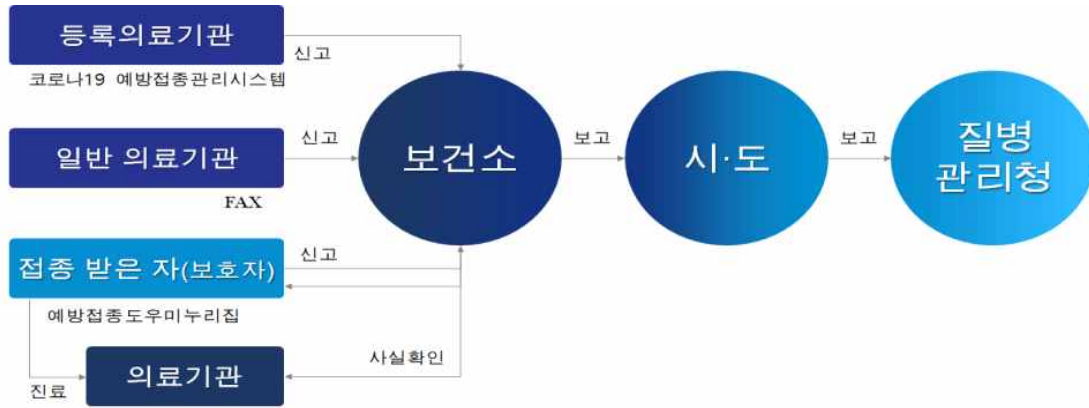 등록의료기관
신고
코로나19 예방접종관리시스템
일반 의료기관
신고
FAX
보건소
보고
시·도
보고
질병
관리청
접종 받은 자(보호자)
신고
예방접종도우미누리집
사실확인
의료기관
진료